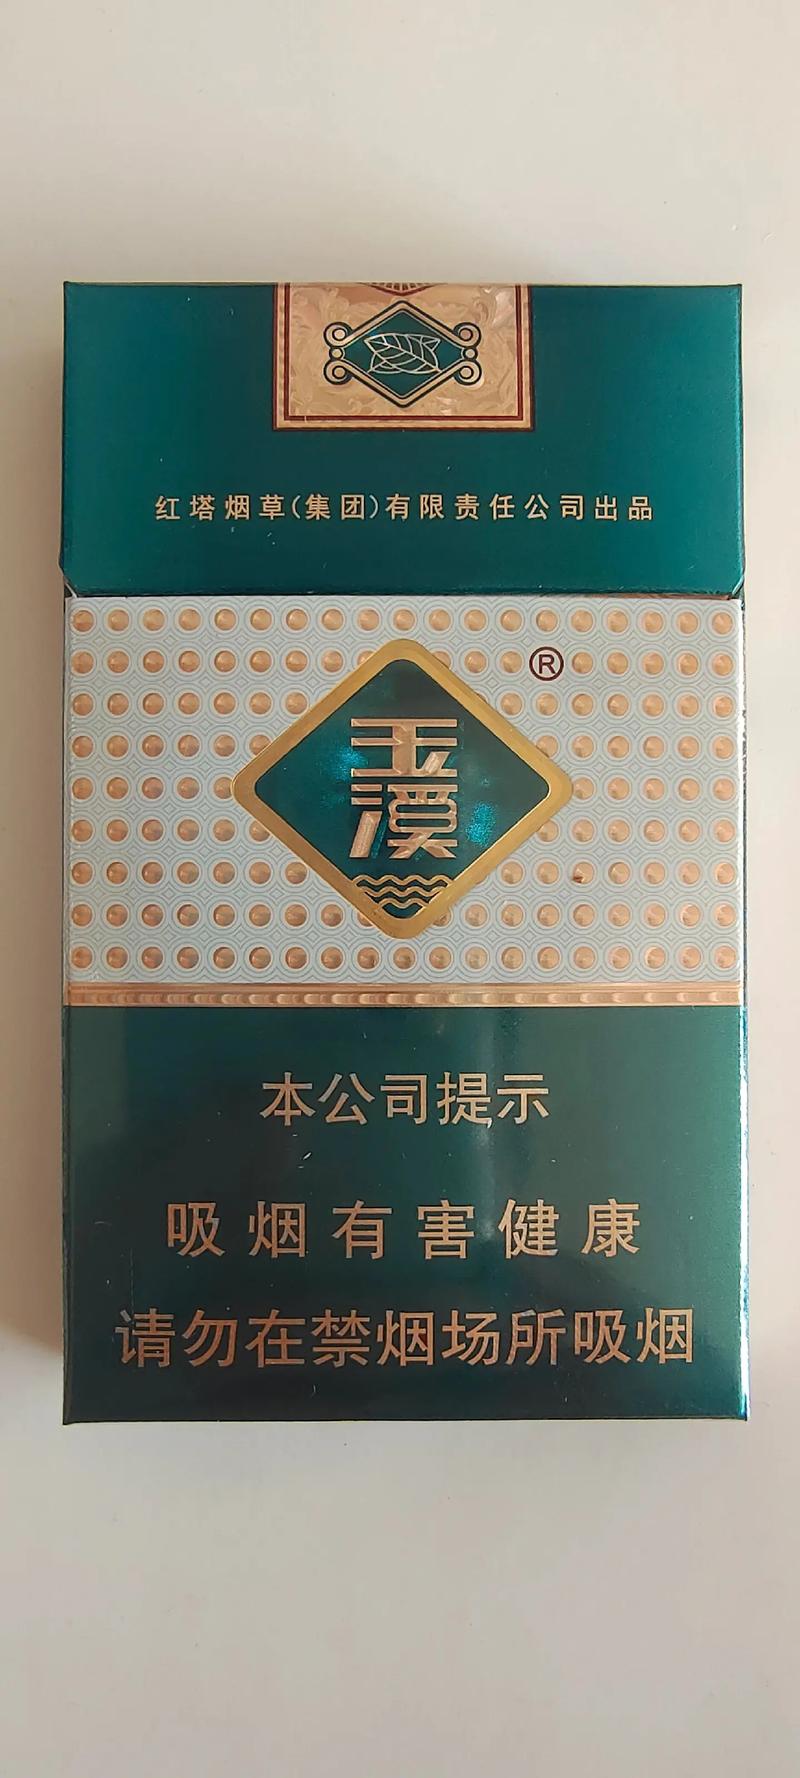 红塔烟草(集团)有限责任公司出品
®
玉
溪
本公司提示
吸烟有害健康
请勿在禁烟场所吸烟